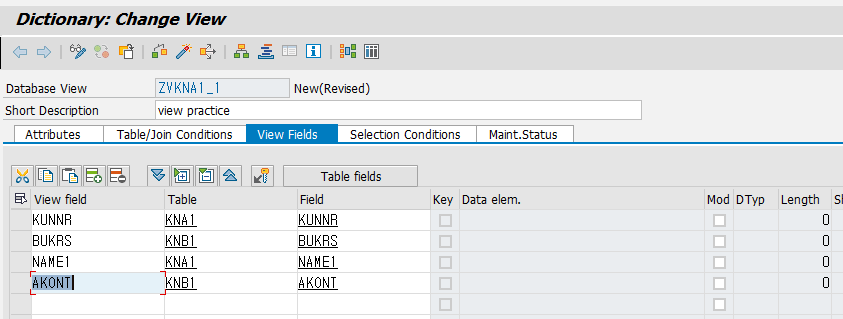 Dictionary: Change View
Database View ZVKNA1_1 New(Revised)
Short Description view practice
Attributes Table/Join Conditions View Fields Selection Conditions Maint.Status
Table fields
View field Table Field Key Data elem. Mod DTyp Length
KUNNR KNA1 KUNNR 0
BUKRS KNB1 BUKRS 0
NAME1 KNA1 NAME1 0
AKONT KNB1 AKONT 0